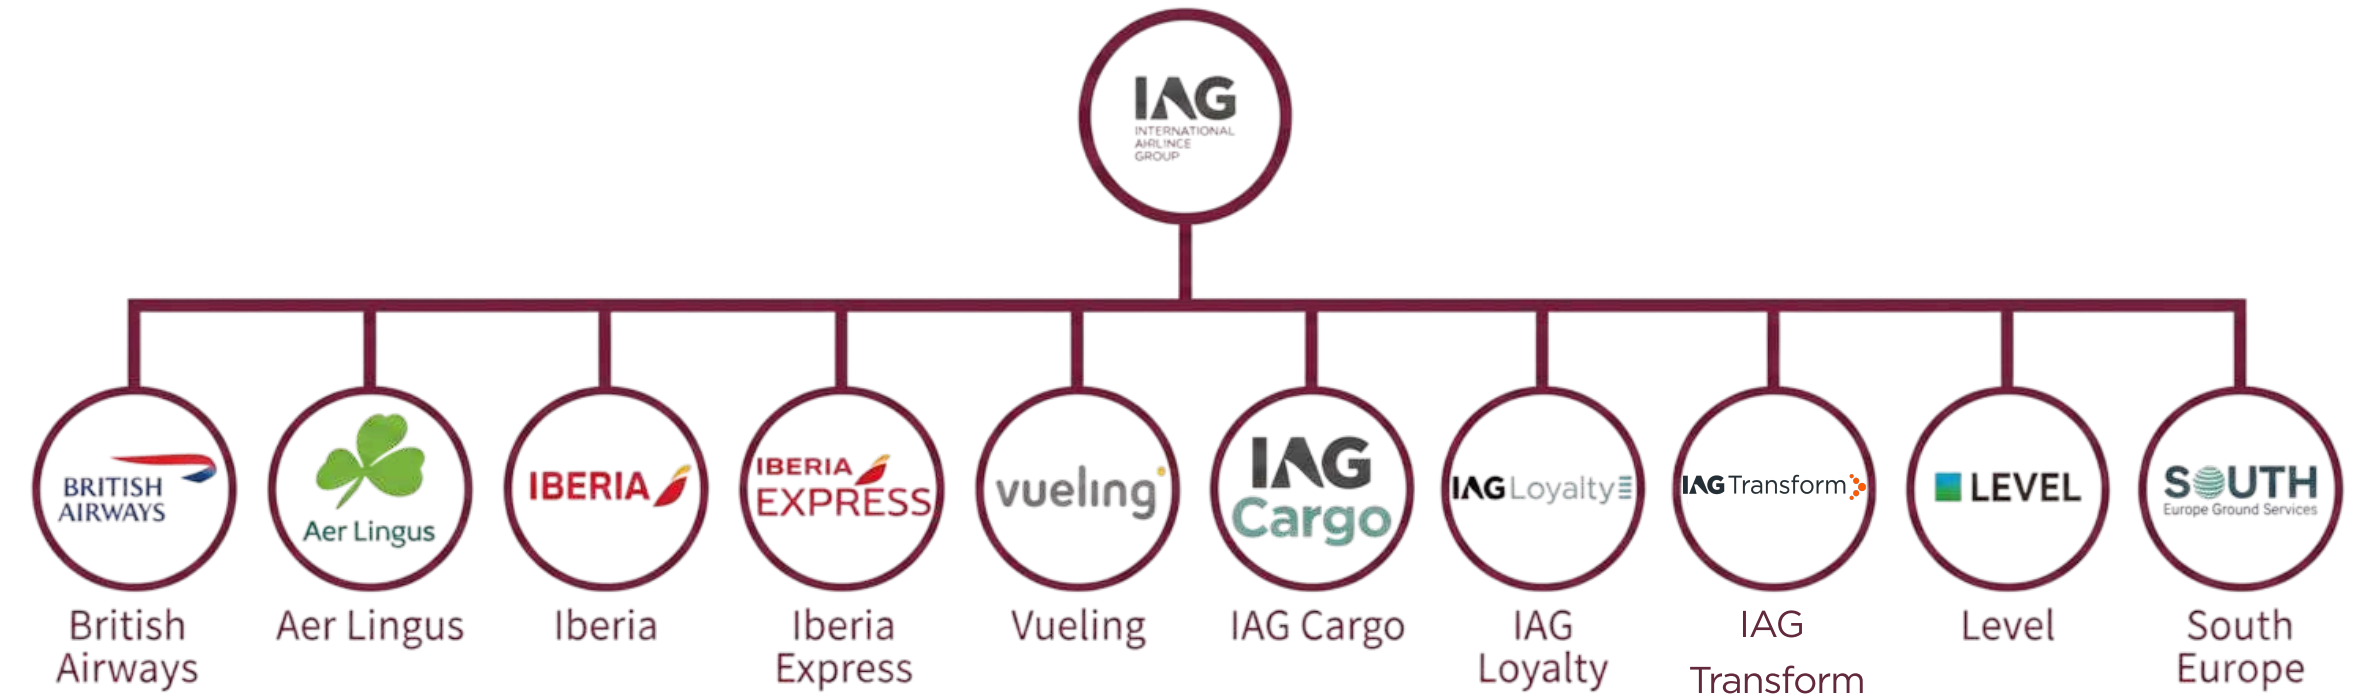 IAG
INTERNATIONAL
AIRLINCE
GROUP
BRITISH
AIRWAYS
Aer Lingus
IBERIA
IBERIA
EXPRESS
vueling
IAG
Cargo
IAG Loyalty
IAG Transform
LEVEL
SOUTH
Europe Ground Services
British
Airways
Aer Lingus
Iberia
Iberia
Express
Vueling
IAG Cargo
IAG
Loyalty
IAG
Transform
Level
South
Europe